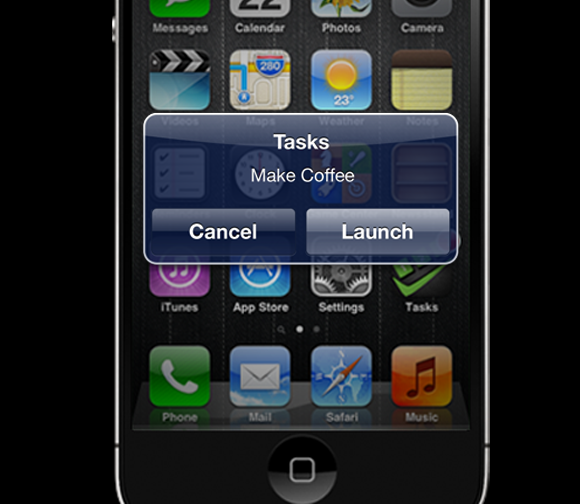 22
Messages Calendar Photos Camera
280
23°
Videos Maps Weather Notes
Tasks
Make Coffee
Cancel Launch
iTunes App Store Settings Tasks
Phone Mail Safari Music